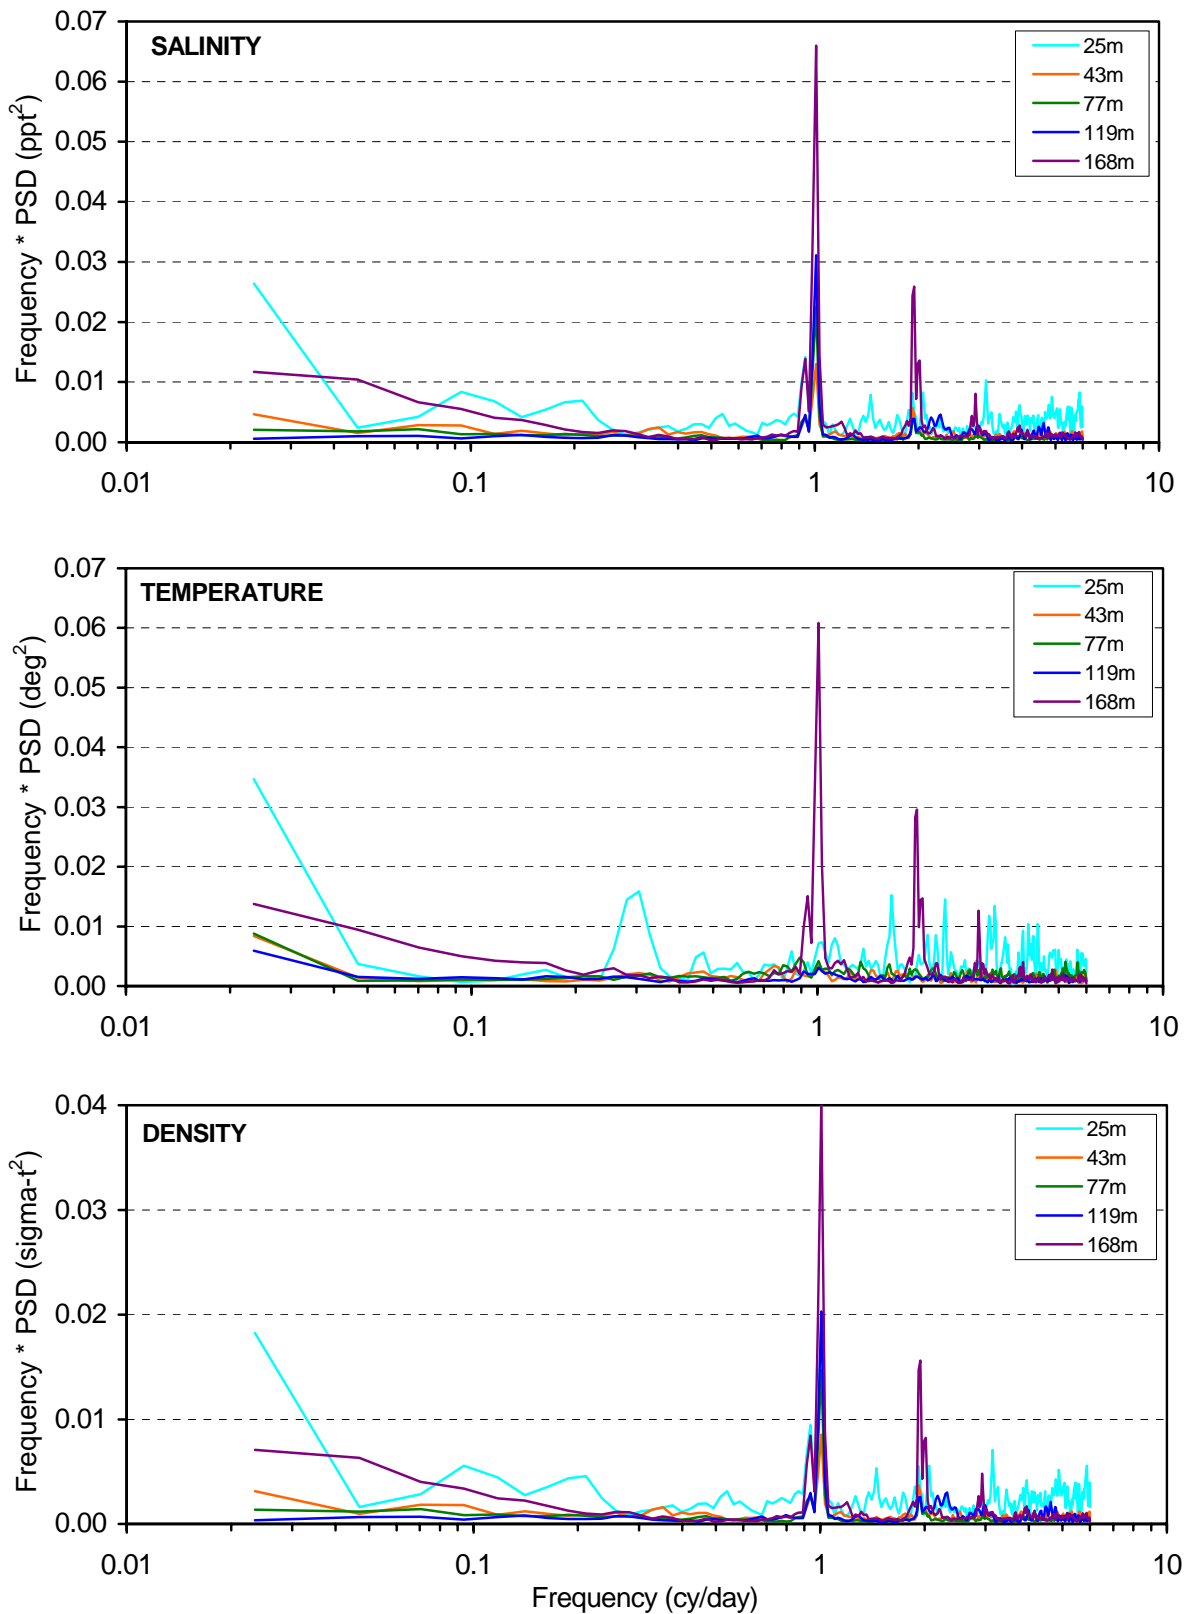 SALINITY
Frequency * PSD (ppt²)
0.07
0.06
0.05
0.04
0.03
0.02
0.01
0.00
0.01
0.1
1
10
25m
43m
77m
119m
168m
TEMPERATURE
Frequency * PSD (deg²)
0.07
0.06
0.05
0.04
0.03
0.02
0.01
0.00
0.01
0.1
1
10
25m
43m
77m
119m
168m
DENSITY
Frequency * PSD (sigma-t²)
0.04
0.03
0.02
0.01
0.00
0.01
0.1
1
10
25m
43m
77m
119m
168m
Frequency (cy/day)